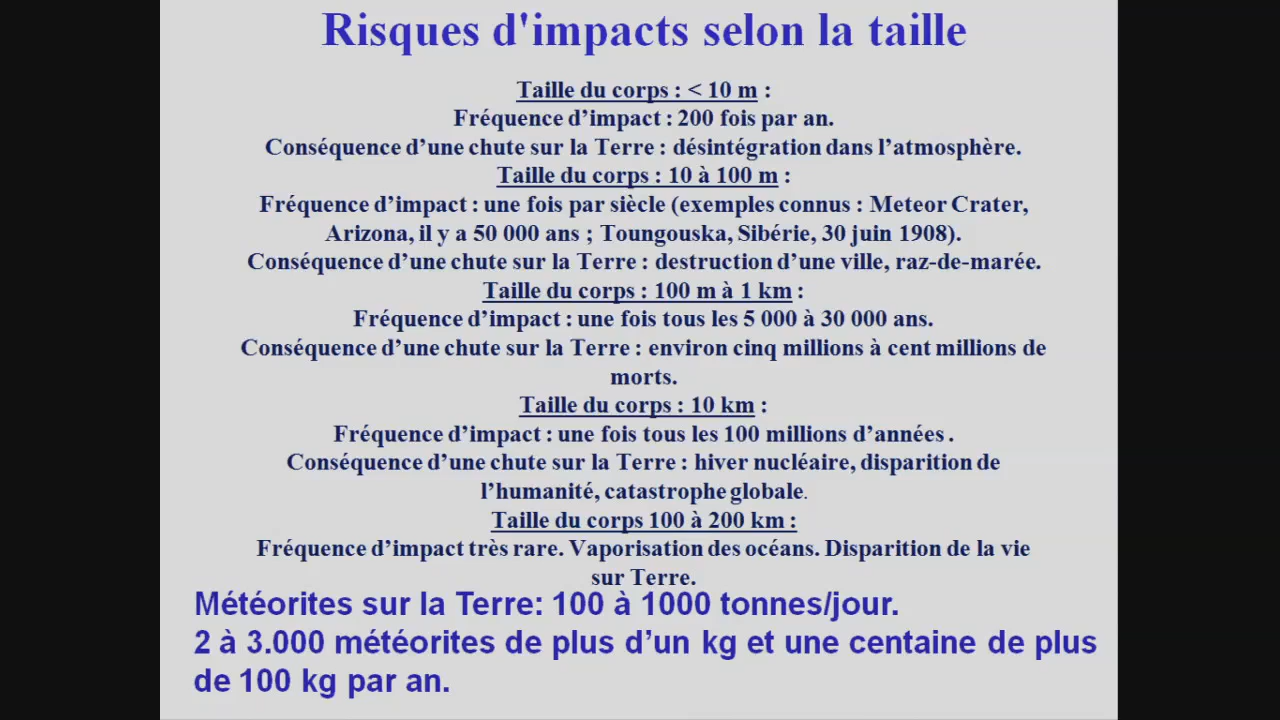 Risques d'impacts selon la taille
Taille du corps : < 10 m :
Fréquence d’impact : 200 fois par an.
Conséquence d’une chute sur la Terre : désintégration dans l’atmosphère.
Taille du corps : 10 à 100 m :
Fréquence d’impact : une fois par siècle (exemples connus : Meteor Crater,
Arizona, il y a 50 000 ans ; Toungouska, Sibérie, 30 juin 1908).
Conséquence d’une chute sur la Terre : destruction d’une ville, raz-de-marée.
Taille du corps : 100 m à 1 km :
Fréquence d’impact : une fois tous les 5 000 à 30 000 ans.
Conséquence d’une chute sur la Terre : environ cinq millions à cent millions de
morts.
Taille du corps : 10 km :
Fréquence d’impact : une fois tous les 100 millions d’années .
Conséquence d’une chute sur la Terre : hiver nucléaire, disparition de
l’humanité, catastrophe globale.
Taille du corps 100 à 200 km :
Fréquence d’impact très rare. Vaporisation des océans. Disparition de la vie
sur Terre.
Météorites sur la Terre: 100 à 1000 tonnes/jour.
2 à 3.000 météorites de plus d’un kg et une centaine de plus
de 100 kg par an.